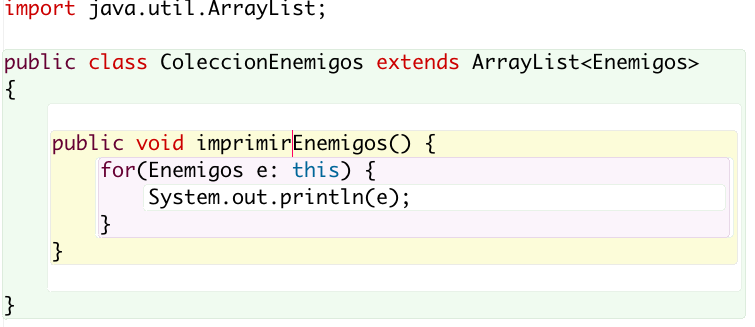 import java.util.ArrayList;
public class ColeccionEnemigos extends ArrayList<Enemigos>
{
public void imprimirEnemigos() {
for(Enemigos e: this) {
System.out.println(e);
}
}
}